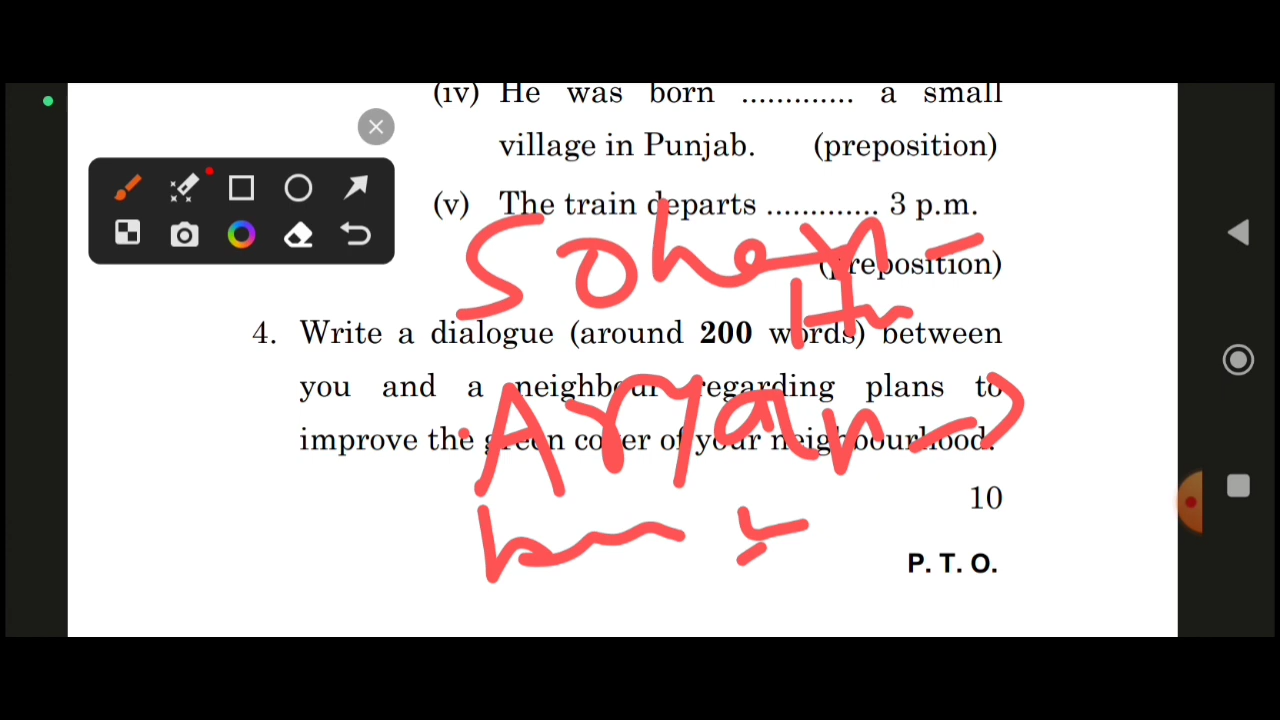 (iv) He was born ............. a small
village in Punjab. (preposition)
(v) The train departs ............. 3 p.m.
(preposition)
Sohan -
4. Write a dialogue (around 200 words) between
you and a neighbour regarding plans to
Aryan
improve the green cover of your neighbourhood.
10
P. T. O.